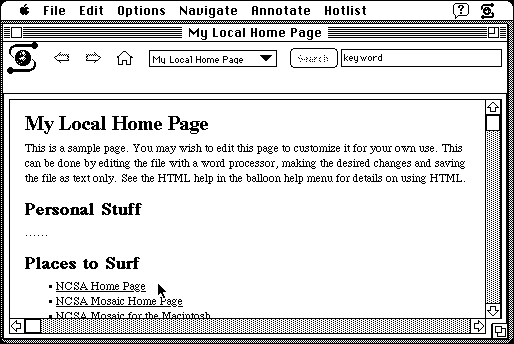 File Edit Options Navigate Annotate Hotlist
My Local Home Page
My Local Home Page Search keyword
My Local Home Page
This is a sample page. You may wish to edit this page to customize it for your own use. This
can be done by editing the file with a word processor, making the desired changes and saving
the file as text only. See the HTML help in the balloon help menu for details on using HTML.
Personal Stuff
......
Places to Surf
▪ NCSA Home Page
▪ NCSA Mosaic Home Page
▪ NCSA Mosaic for the Macintosh